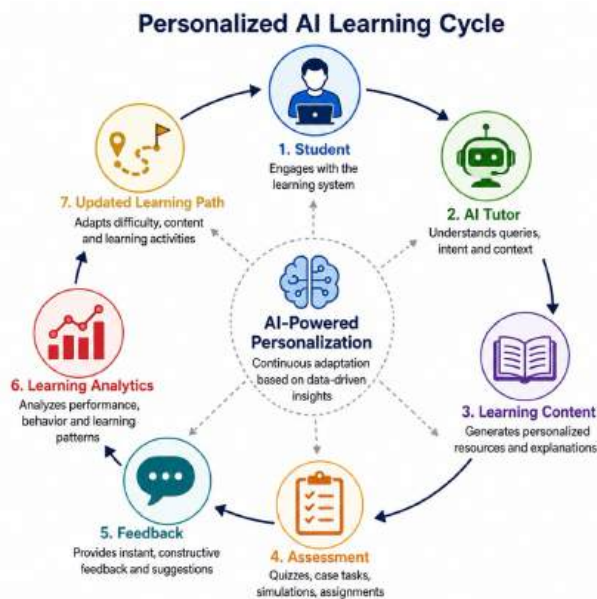 Personalized AI Learning Cycle
1. Student
Engages with the
learning system
2. AI Tutor
Understands queries,
intent and context
3. Learning Content
Generates personalized
resources and explanations
4. Assessment
Quizzes, case tasks,
simulations, assignments
5. Feedback
Provides instant, constructive
feedback and suggestions
6. Learning Analytics
Analyzes performance,
behavior and learning
patterns
7. Updated Learning Path
Adapts difficulty, content
and learning activities
AI-Powered
Personalization
Continuous adaptation
based on data-driven
insights